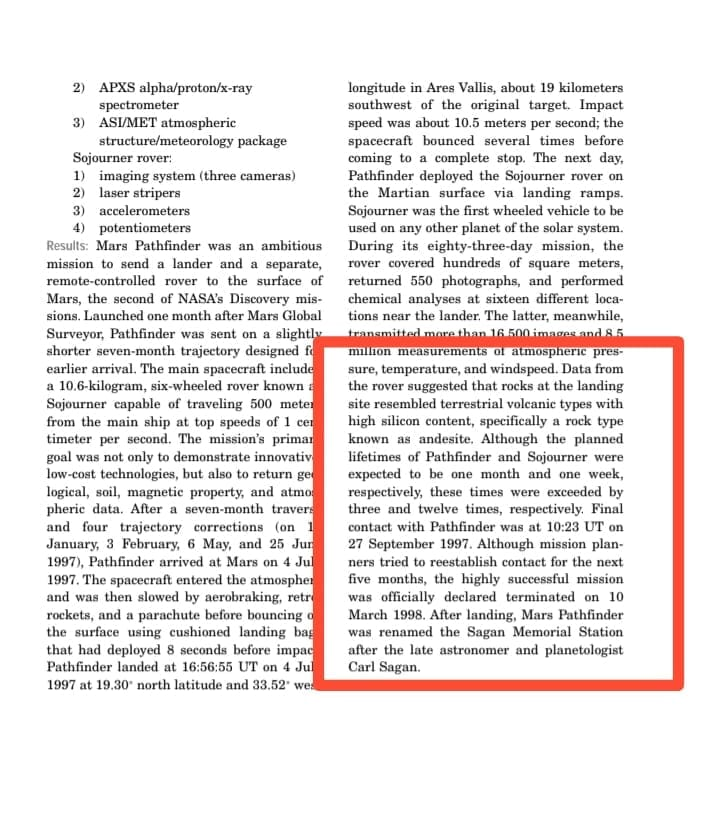 2) APXS alpha/proton/x-ray
spectrometer
3) ASI/MET atmospheric
structure/meteorology package
Sojourner rover:
1) imaging system (three cameras)
2) laser stripers
3) accelerometers
4) potentiometers
Results: Mars Pathfinder was an ambitious
mission to send a lander and a separate,
remote-controlled rover to the surface of
Mars, the second of NASA's Discovery mis-
sions. Launched one month after Mars Global
Surveyor, Pathfinder was sent on a slightly
shorter seven-month trajectory designed
earlier arrival. The main spacecraft include
a 10.6-kilogram, six-wheeled rover known
Sojourner capable of traveling 500
from the main ship at top speeds of 1
timeter per second. The mission's
goal was not only to demonstrate
low-cost technologies, but also to return
logical, soil, magnetic property, and
pheric data. After a seven-month
and four trajectory corrections (on
January, 3 February, 6 May, and 25
1997), Pathfinder arrived at Mars on 4
1997. The spacecraft entered the
and was then slowed by aerobraking,
rockets, and a parachute before bouncing
the surface using cushioned landing
that had deployed 8 seconds before
Pathfinder landed at 16:56:55 UT on 4
1997 at 19.30° north latitude and 33.52°
longitude in Ares Vallis, about 19 kilometers
southwest of the original target. Impact
speed was about 10.5 meters per second; the
spacecraft bounced several times before
coming to a complete stop. The next day,
Pathfinder deployed the Sojourner rover on
the Martian surface via landing ramps.
Sojourner was the first wheeled vehicle to be
used on any other planet of the solar system.
During its eighty-three-day mission, the
rover covered hundreds of square meters,
returned 550 photographs, and performed
chemical analyses at sixteen different loca-
tions near the lander. The latter, meanwhile,
transmitted more than 16,500 images and 8.5
million measurements of atmospheric pres-
sure, temperature, and windspeed. Data from
the rover suggested that rocks at the landing
site resembled terrestrial volcanic types with
high silicon content, specifically a rock type
known as andesite. Although the planned
lifetimes of Pathfinder and Sojourner were
expected to be one month and one week,
respectively, these times were exceeded by
three and twelve times, respectively. Final
contact with Pathfinder was at 10:23 UT on
27 September 1997. Although mission plan-
ners tried to reestablish contact for the next
five months, the highly successful mission
was officially declared terminated on 10
March 1998. After landing, Mars Pathfinder
was renamed the Sagan Memorial Station
after the late astronomer and planetologist
Carl Sagan.